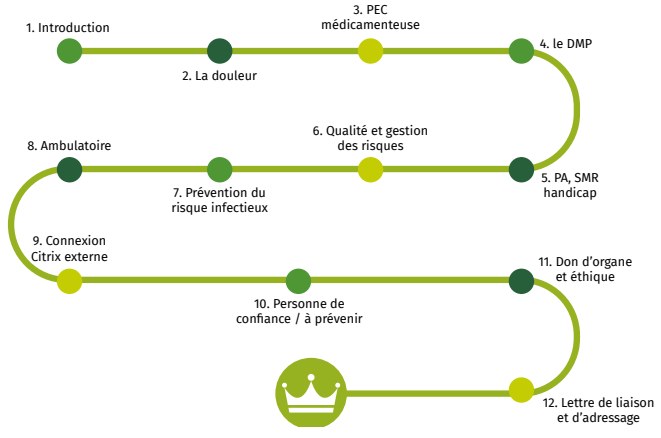 1. Introduction
2. La douleur
3. PEC
médicamenteuse
4. le DMP
5. PA, SMR
handicap
6. Qualité et gestion
des risques
7. Prévention du
risque infectieux
8. Ambulatoire
9. Connexion
Citrix externe
10. Personne de
confiance / à prévenir
11. Don d’organe
et éthique
12. Lettre de liaison
et d’adressage